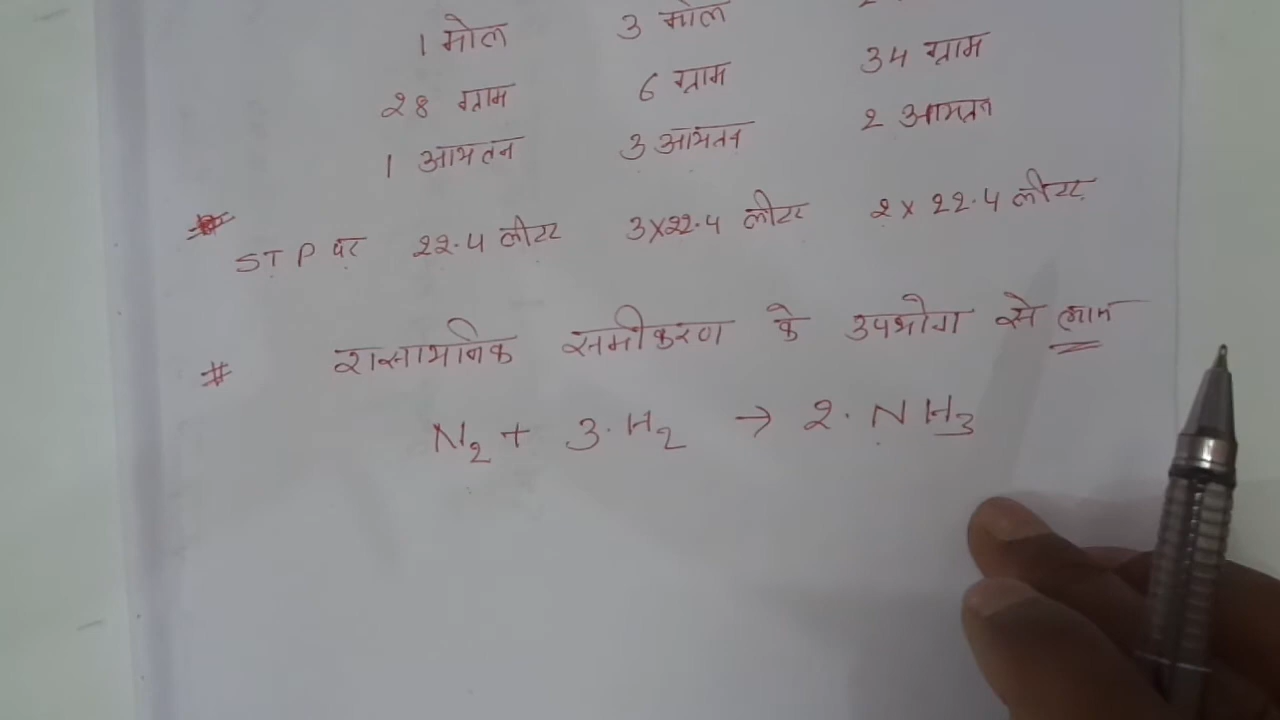 1 मोल 3 मोल
28 ग्राम 6 ग्राम 34 ग्राम
1 आयतन 3 आयतन 2 आयतन
STP पर 22.4 लीटर 3×22.4 लीटर 2×22.4 लीटर
# रासायनिक समीकरण के उपयोग से लाभ
N₂ + 3.H₂ → 2.NH₃